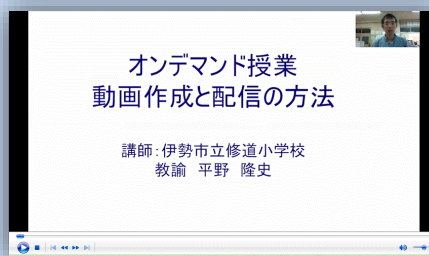 オンデマンド授業
動画作成と配信の方法
講師：伊勢市立修道小学校
教諭　平野　隆史